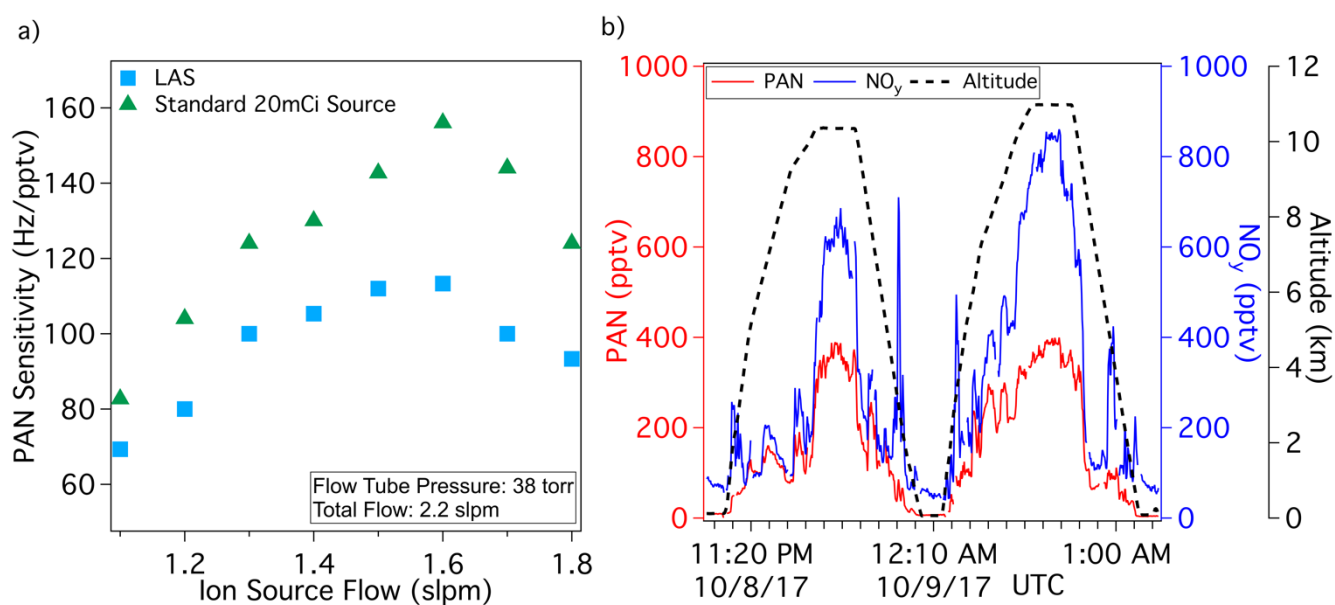 a)
LAS
Standard 20mCi Source
160
140
120
100
80
60
PAN Sensitivity (Hz/pptv)
Flow Tube Pressure: 38 torr
Total Flow: 2.2 slpm
1.2 1.4 1.6 1.8
Ion Source Flow (slpm)
b)
PAN NOy Altitude
1000
800
600
400
200
0
PAN (pptv)
1000
800
600
400
200
0
NOy (pptv)
12
10
8
6
4
2
0
Altitude (km)
11:20 PM 12:10 AM 1:00 AM
10/8/17 10/9/17 UTC